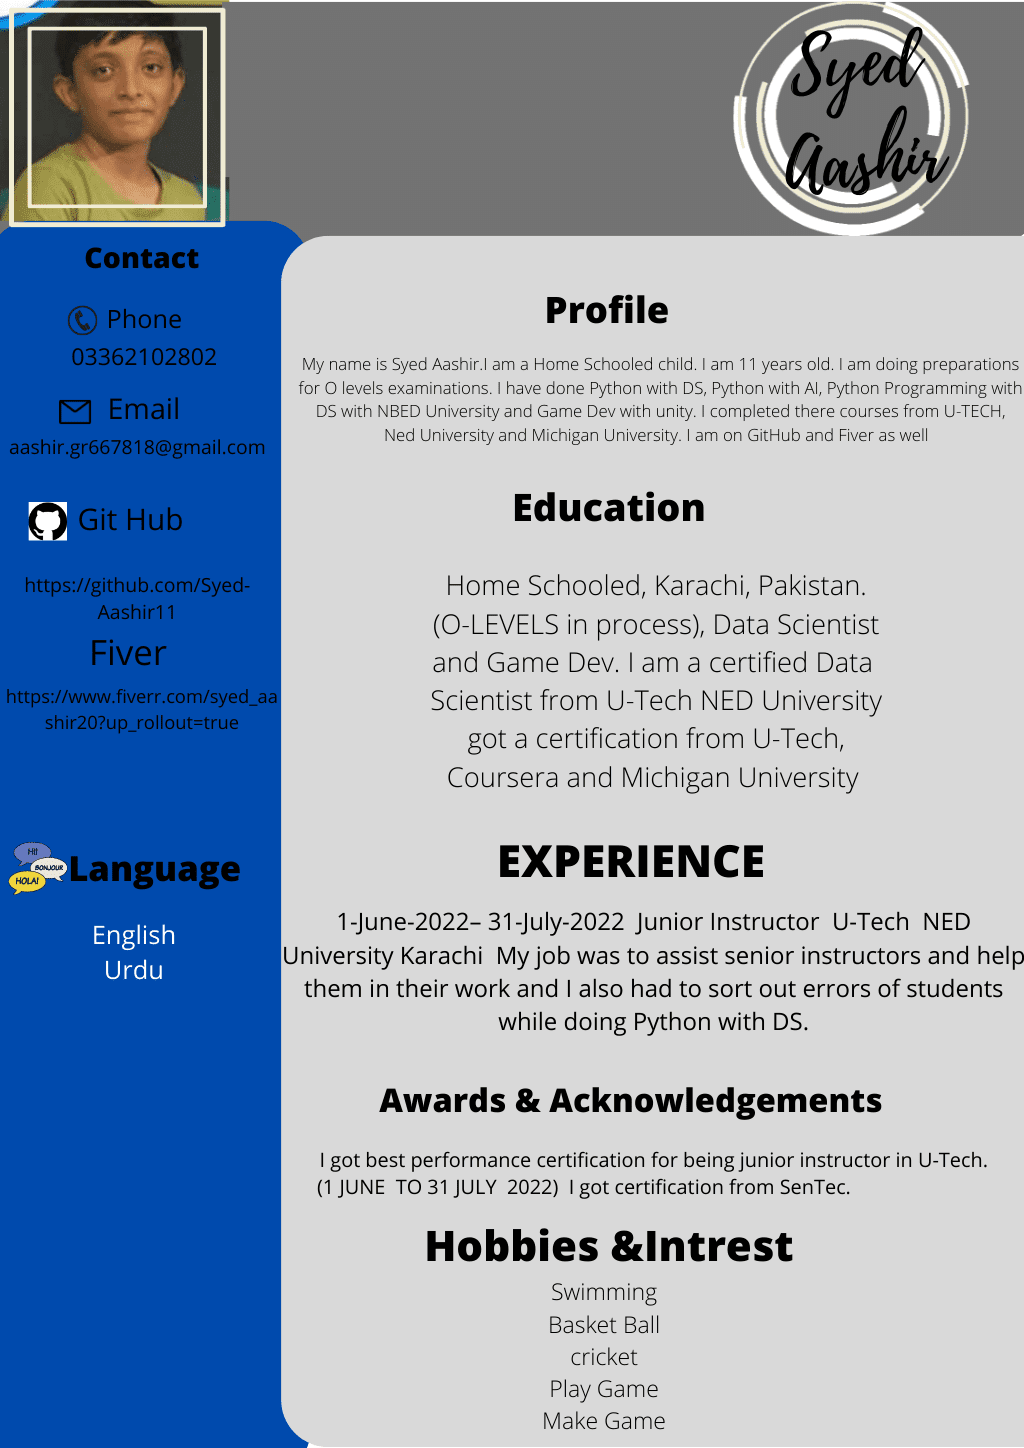 Syed
Aashir
Contact
Phone
03362102802
Email
aashir.gr667818@gmail.com
Git Hub
https://github.com/Syed-
Aashir11
Fiver
https://www.fiverr.com/syed_aa
shir20?up_rollout=true
Hi!
BONJOUR
HOLA!
Language
English
Urdu
Profile
My name is Syed Aashir.I am a Home Schooled child. I am 11 years old. I am doing preparations
for O levels examinations. I have done Python with DS, Python with AI, Python Programming with
DS with NBED University and Game Dev with unity. I completed there courses from U-TECH,
Ned University and Michigan University. I am on GitHub and Fiver as well
Education
Home Schooled, Karachi, Pakistan.
(O-LEVELS in process), Data Scientist
and Game Dev. I am a certified Data
Scientist from U-Tech NED University
got a certification from U-Tech,
Coursera and Michigan University
EXPERIENCE
1-June-2022– 31-July-2022 Junior Instructor U-Tech NED
University Karachi My job was to assist senior instructors and help
them in their work and I also had to sort out errors of students
while doing Python with DS.
Awards & Acknowledgements
I got best performance certification for being junior instructor in U-Tech.
(1 JUNE TO 31 JULY 2022) I got certification from SenTec.
Hobbies &Intrest
Swimming
Basket Ball
cricket
Play Game
Make Game